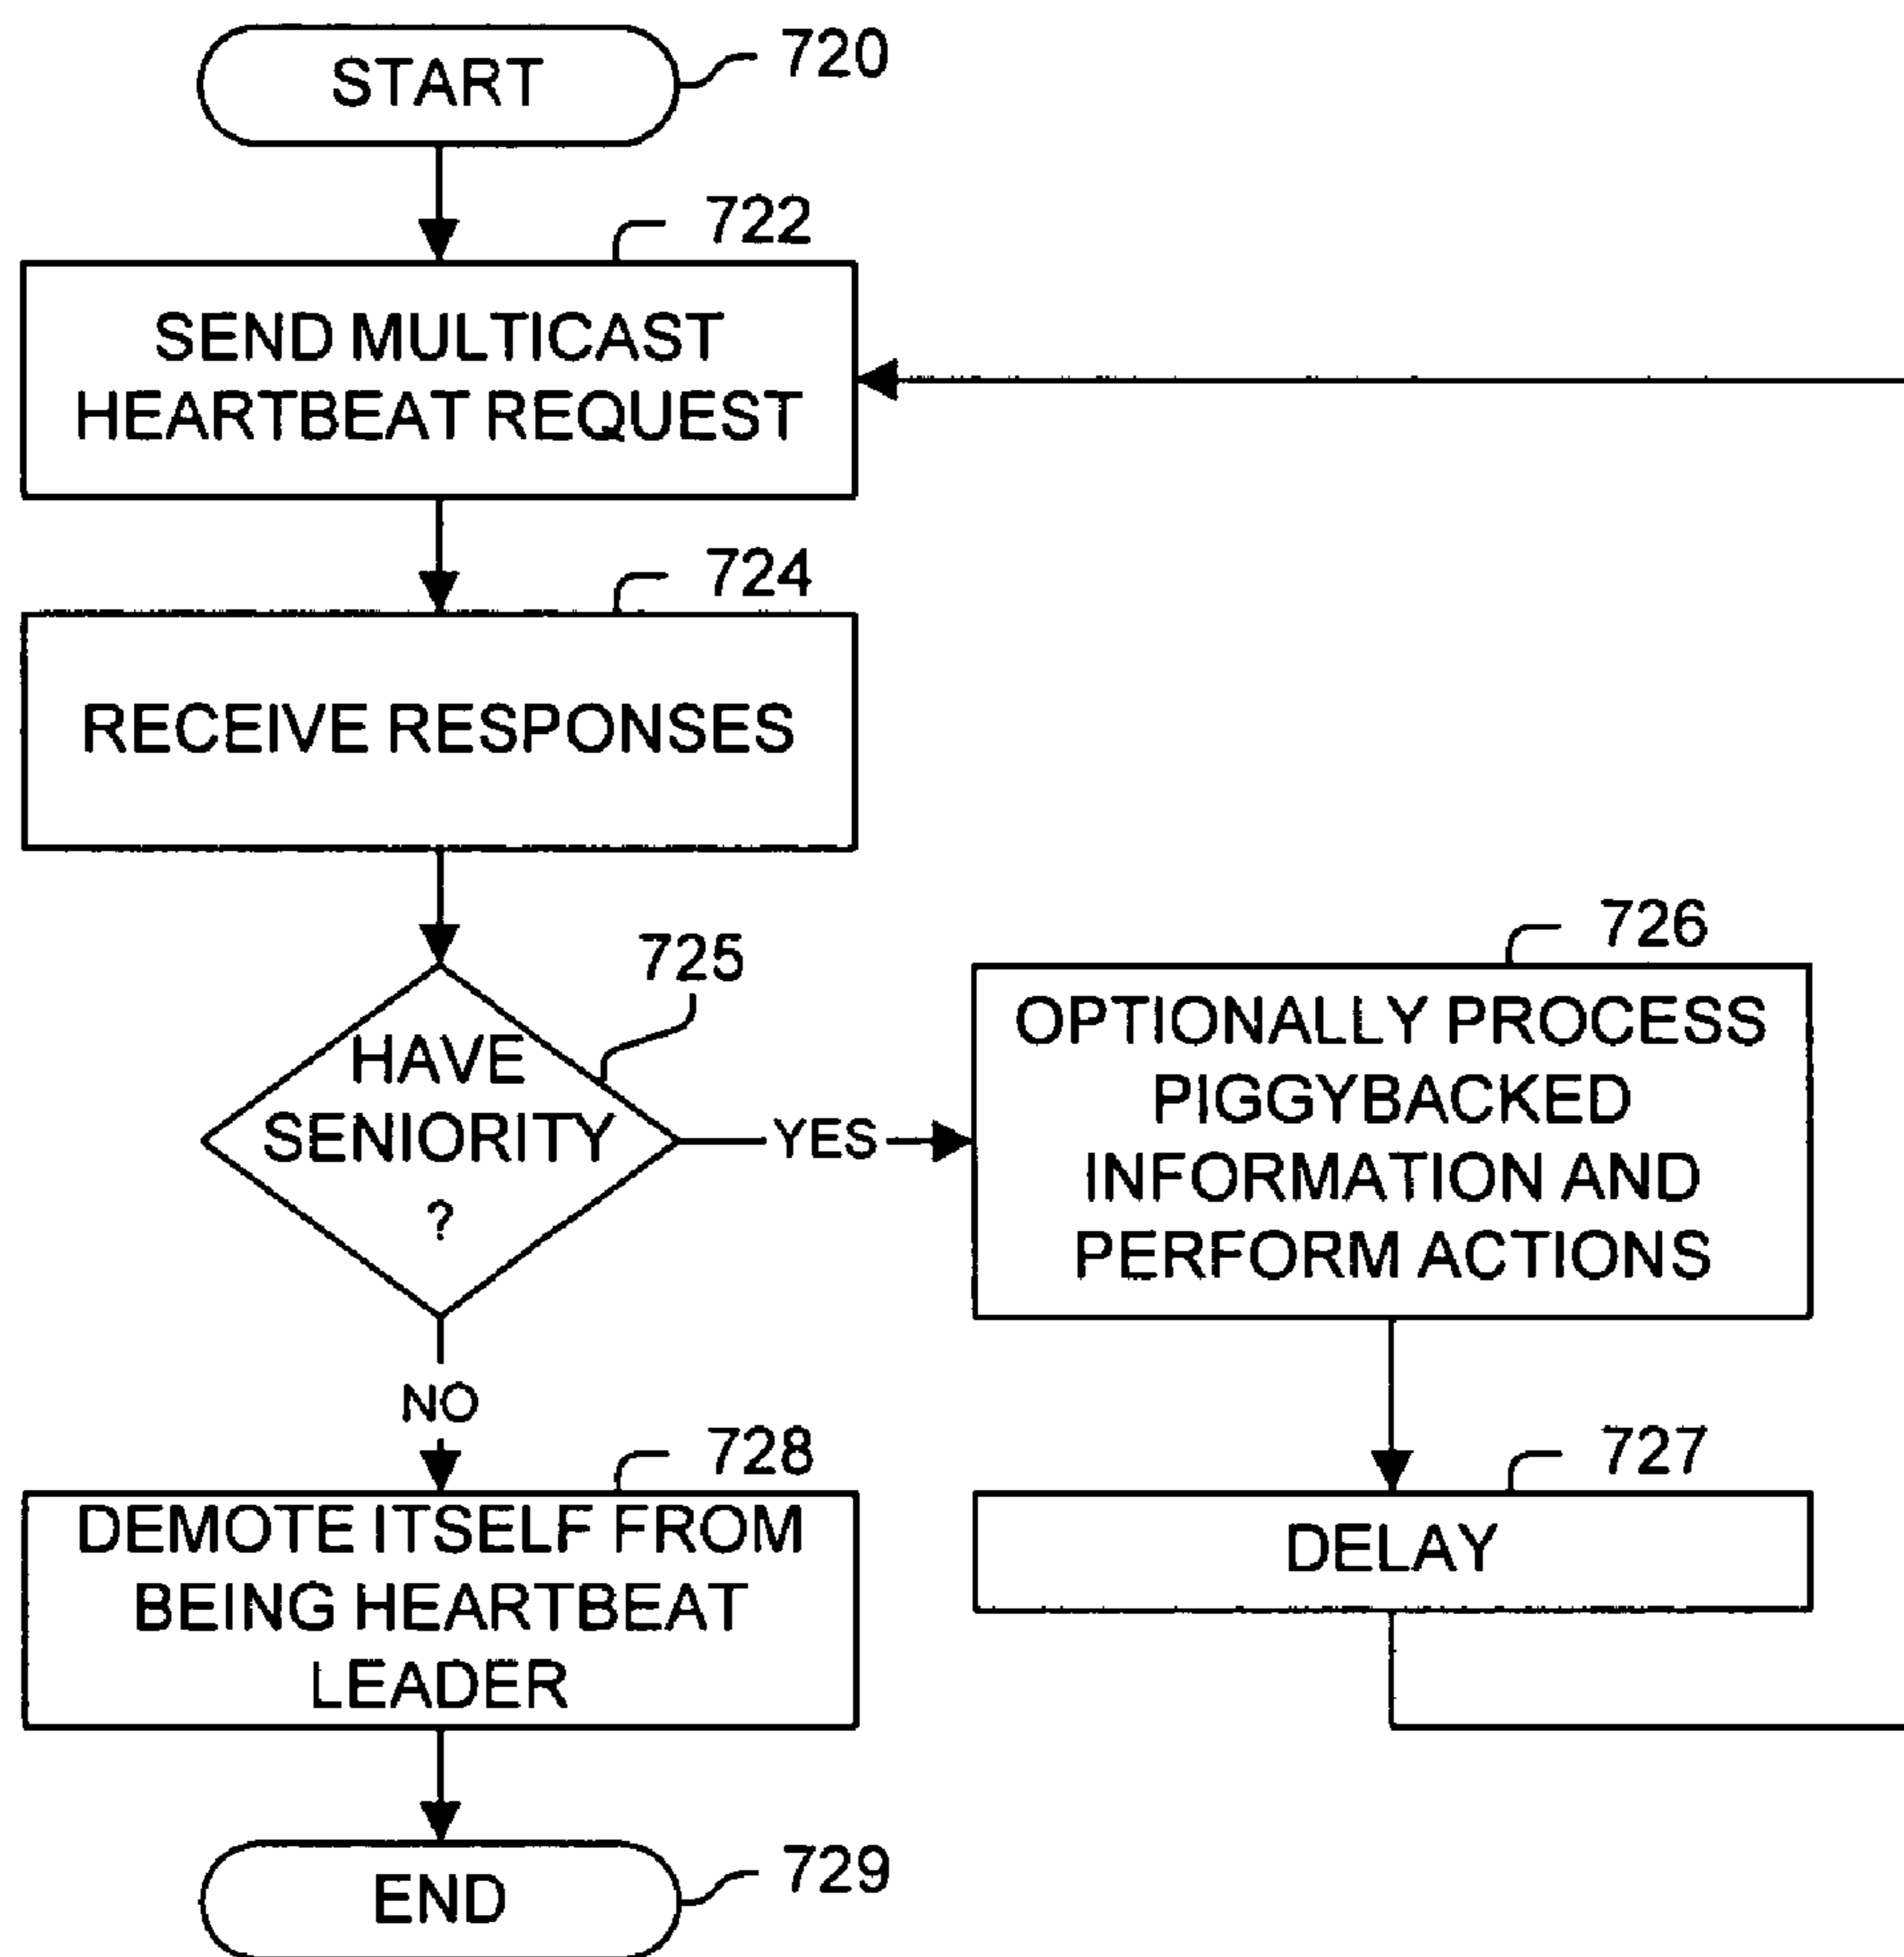 START
720
722
SEND MULTICAST
HEARTBEAT REQUEST
724
RECEIVE RESPONSES
725
HAVE
SENIORITY
?
YES
726
OPTIONALLY PROCESS
PIGGYBACKED
INFORMATION AND
PERFORM ACTIONS
NO
728
DEMOTE ITSELF FROM
BEING HEARTBEAT
LEADER
727
DELAY
END
729